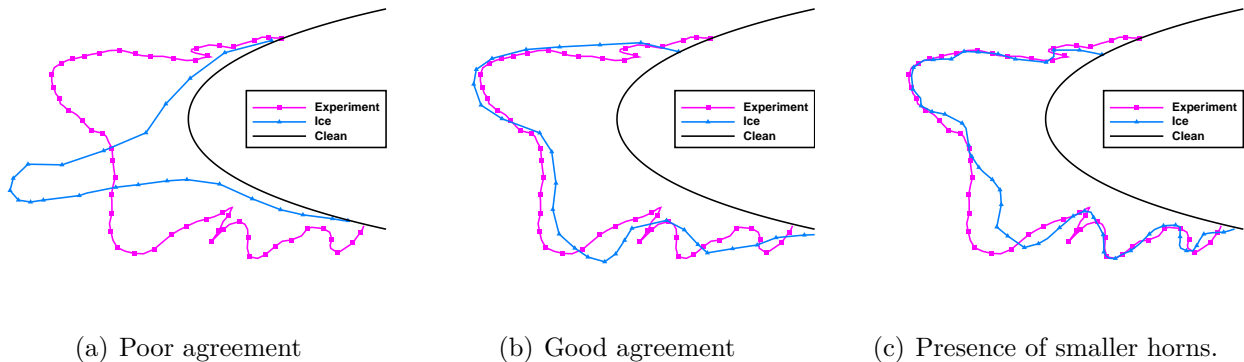 Experiment
Ice
Clean
Experiment
Ice
Clean
Experiment
Ice
Clean
(a) Poor agreement
(b) Good agreement
(c) Presence of smaller horns.